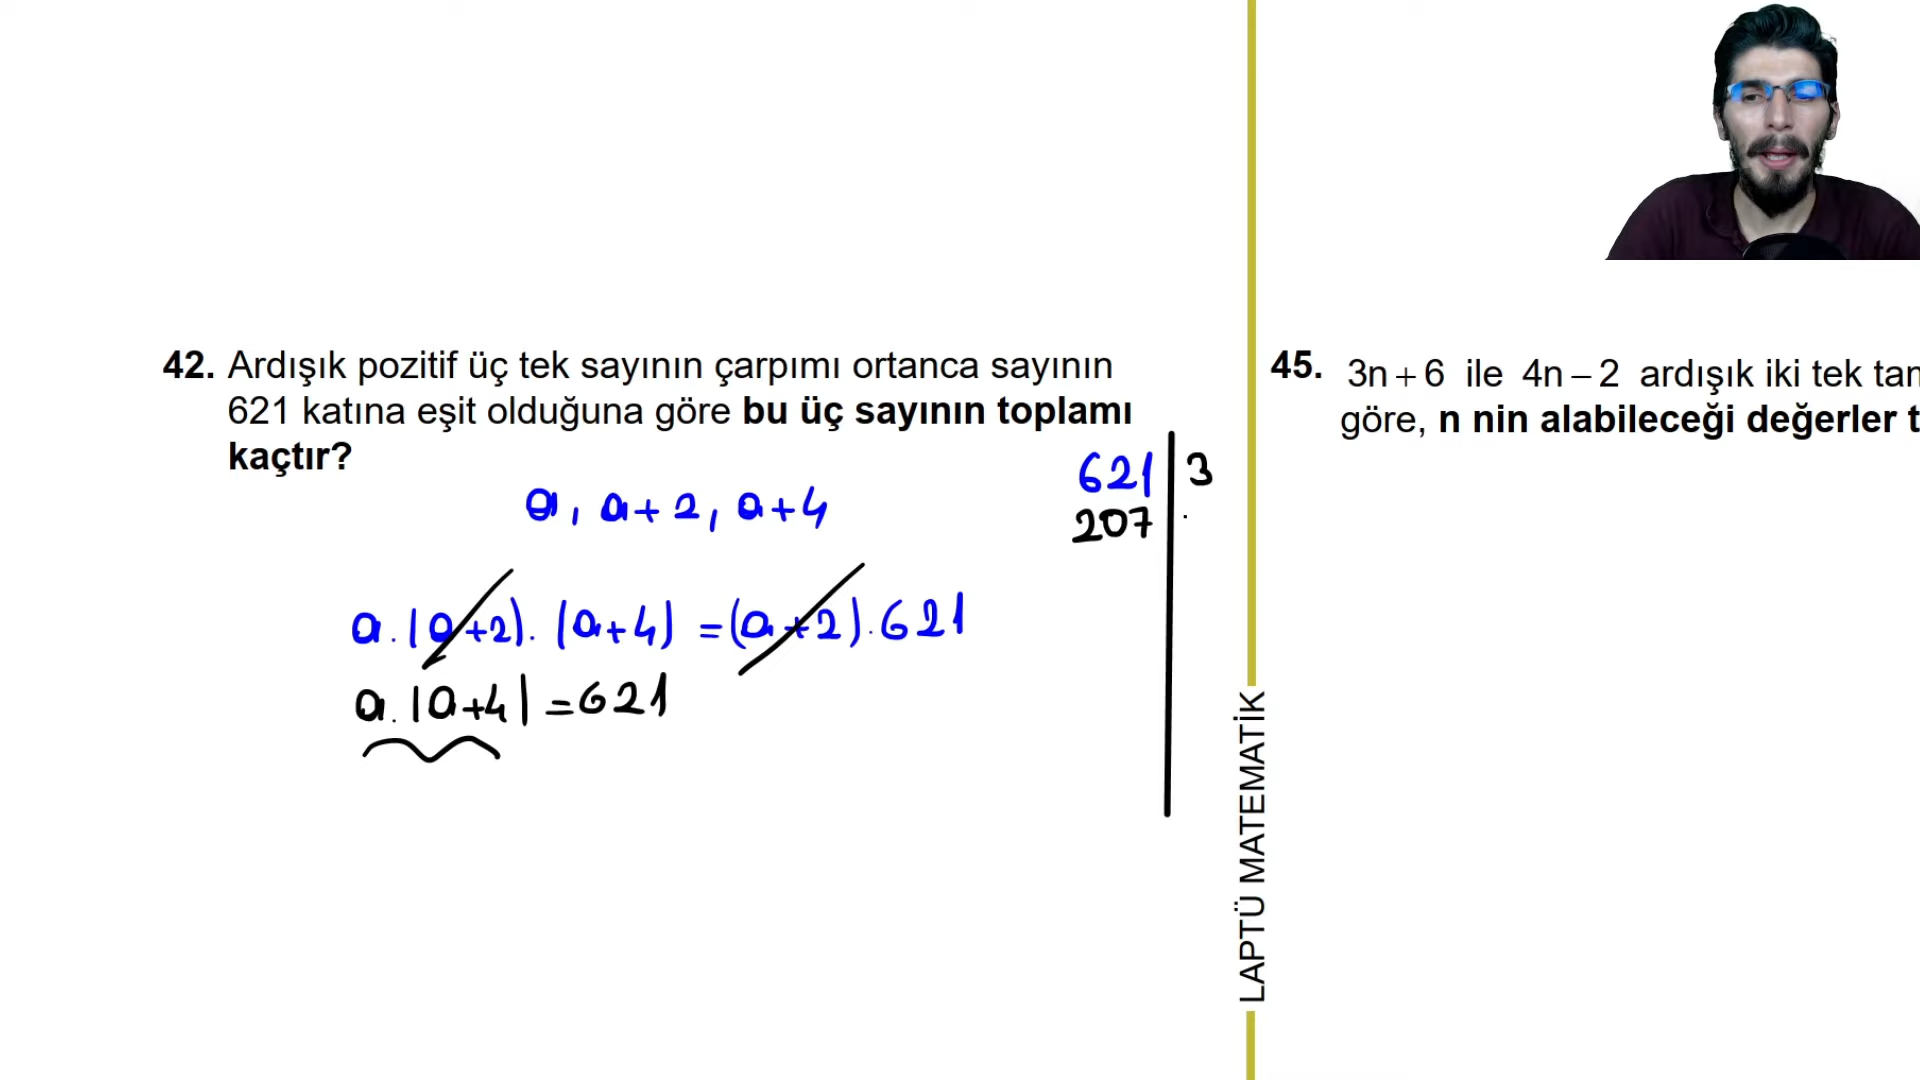 42. Ardışık pozitif üç tek sayının çarpımı ortanca sayının
621 katına eşit olduğuna göre bu üç sayının toplamı
kaçtır?
a, a+2, a+4
a.(a+2).(a+4) =(a+2).621
a.(a+4) =621
621 3
207
LAPTÜ MATEMATİK
45. 3n+6 ile 4n–2 ardışık iki tek
göre, n nin alabileceği değerler